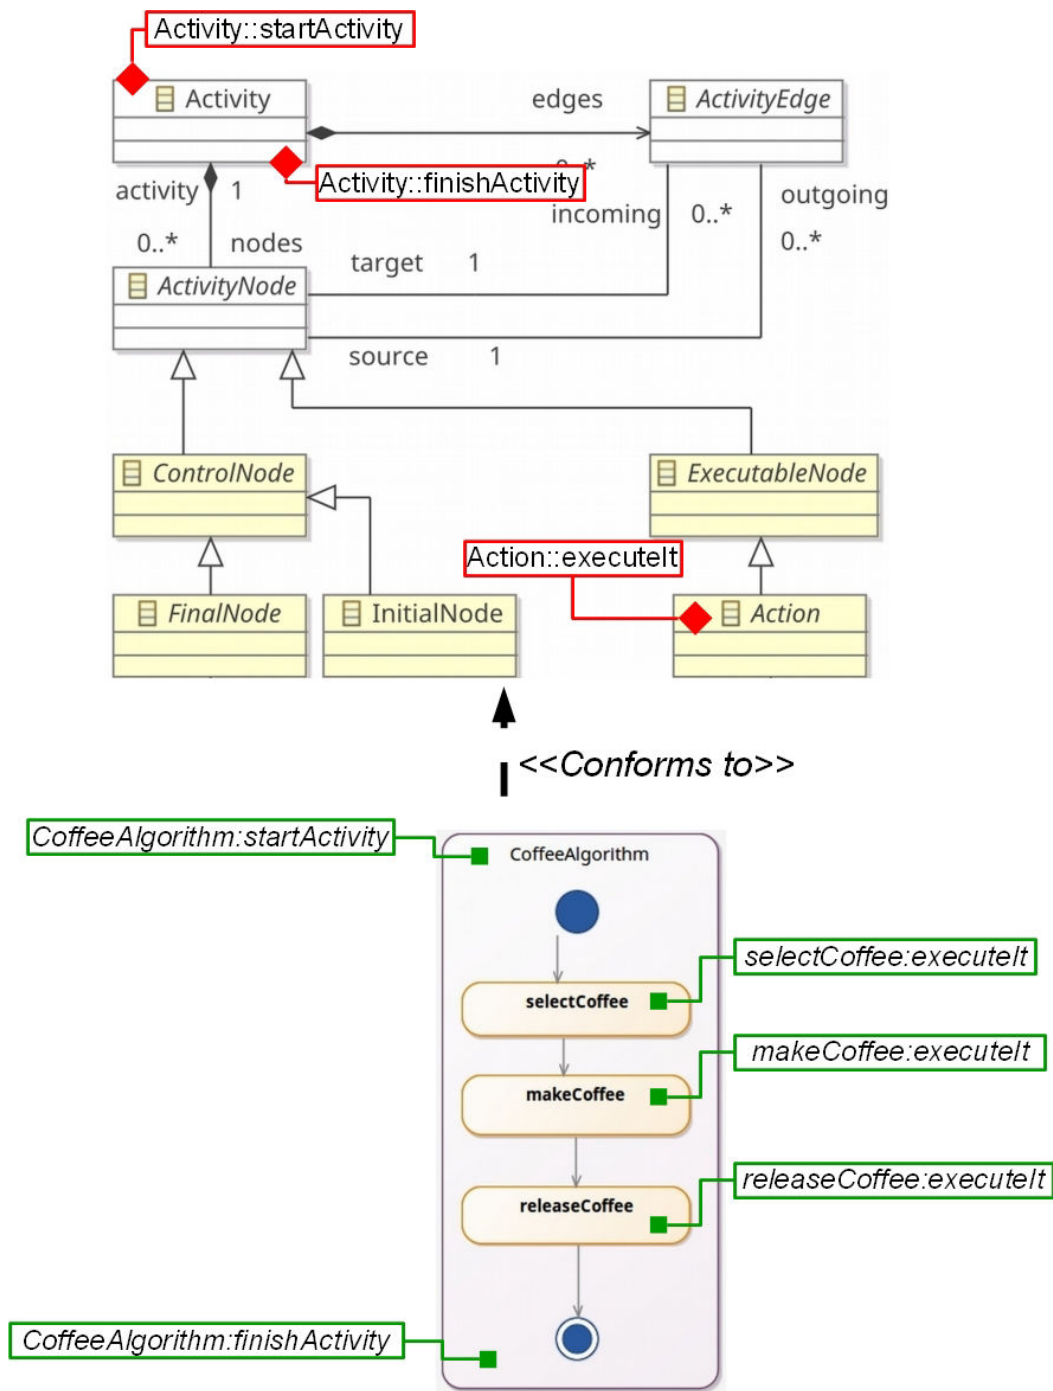 Activity::startActivity
Activity
edges
ActivityEdge
0..*
Activity::finishActivity
activity 1
outgoing
incoming 0..*
0..* nodes
0..*
target 1
ActivityNode
source 1
ControlNode
ExecutableNode
Action::executeIt
FinalNode
InitialNode
Action
<<Conforms to>>
CoffeeAlgorithm:startActivity
CoffeeAlgorithm
selectCoffee:executeIt
selectCoffee
makeCoffee:executeIt
makeCoffee
releaseCoffee:executeIt
releaseCoffee
CoffeeAlgorithm:finishActivity